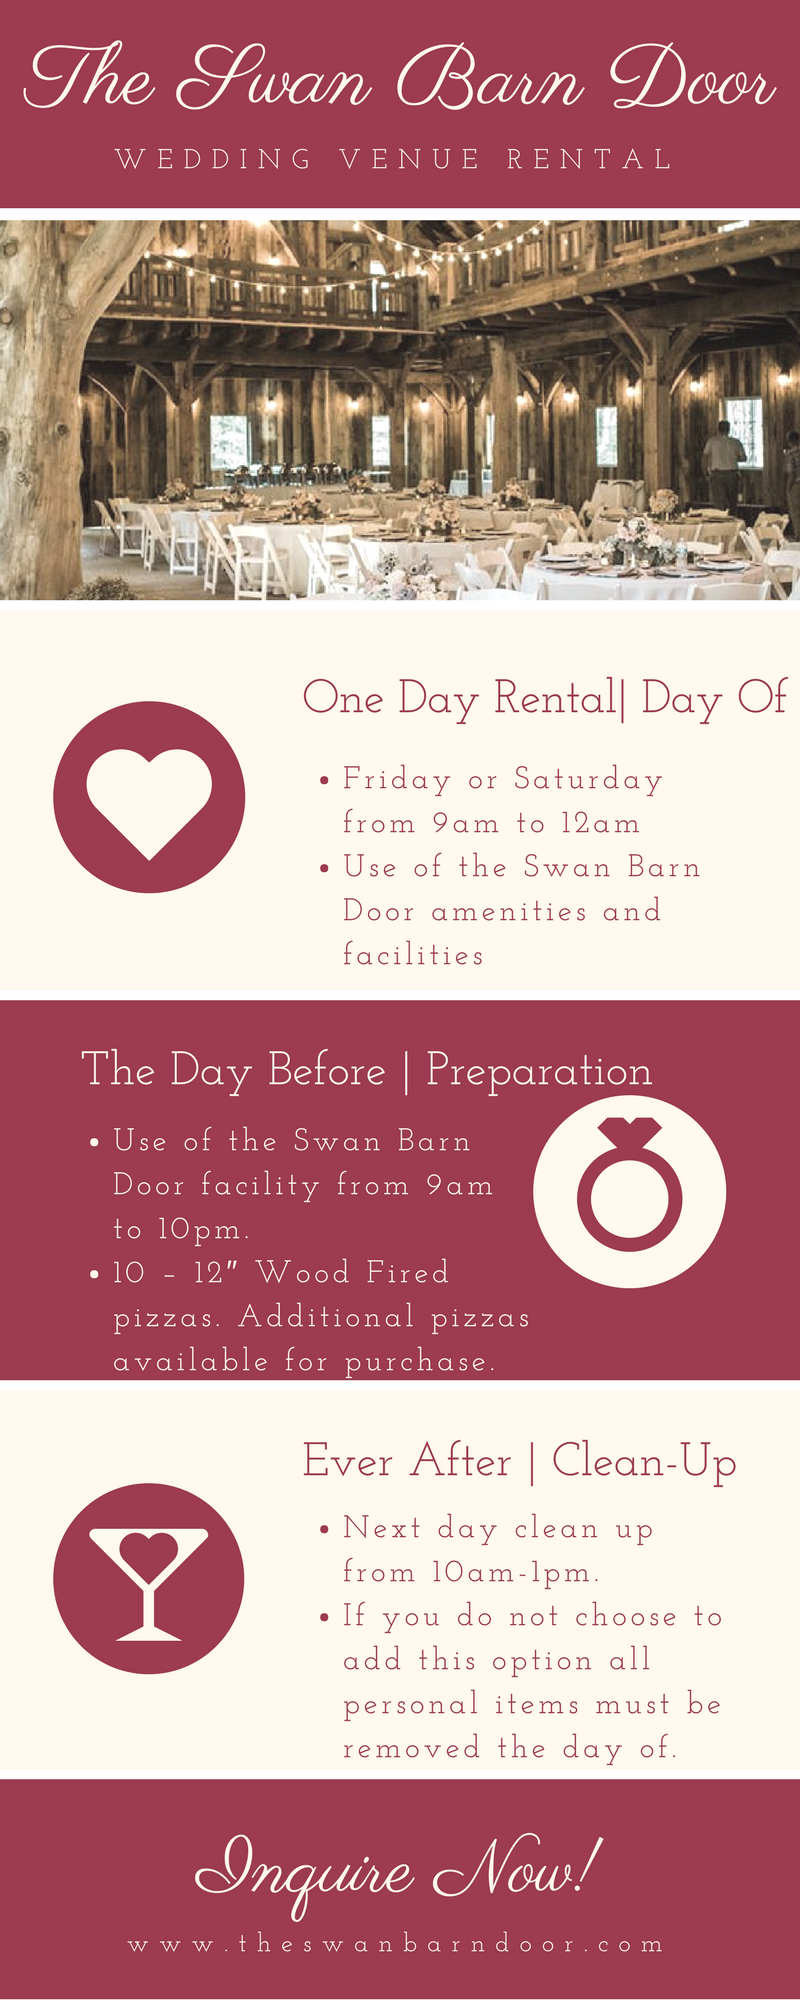 The Swan Barn Door
WEDDING VENUE RENTAL
One Day Rental| Day Of
• Friday or Saturday
from 9am to 12am
• Use of the Swan Barn
Door amenities and
facilities
The Day Before | Preparation
• Use of the Swan Barn
Door facility from 9am
to 10pm.
• 10 – 12" Wood Fired
pizzas. Additional pizzas
available for purchase.
Ever After | Clean-Up
• Next day clean up
from 10am-1pm.
• If you do not choose to
add this option all
personal items must be
removed the day of.
Inquire Now!
www.theswanbarndoor.com